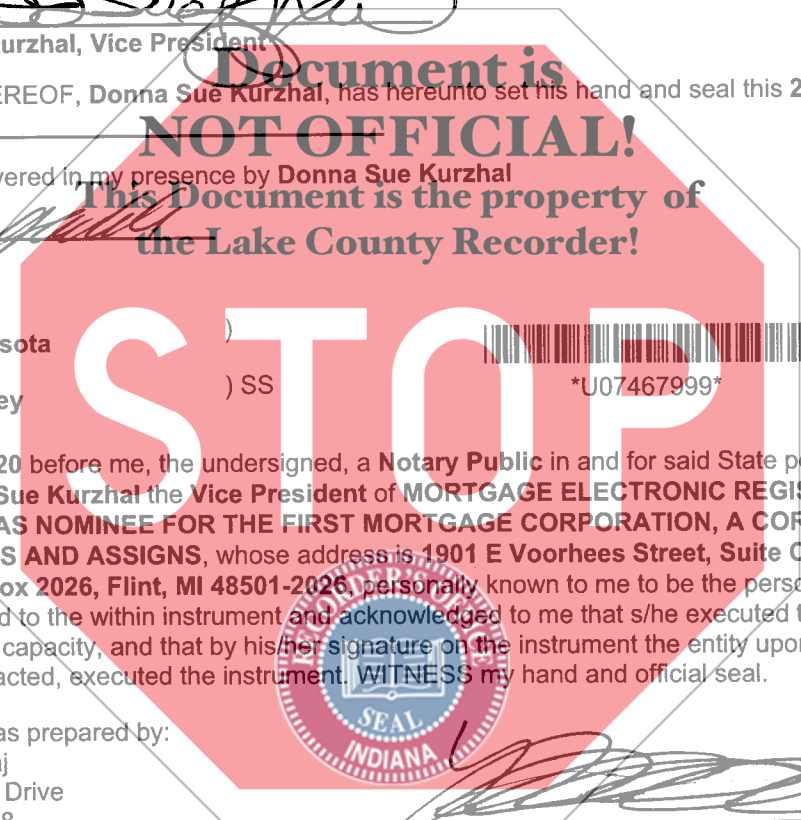 urzhal, Vice President
Document is
EREOF, Donna Sue Kurzhal, has hereunto set his hand and seal this 2
NOT OFFICIAL!
vered in my presence by Donna Sue Kurzhal
This Document is the property of
the Lake County Recorder!
STOP
sota )
) SS
*U07467999*
ey
20 before me, the undersigned, a Notary Public in and for said State pe
Sue Kurzhal the Vice President of MORTGAGE ELECTRONIC REGIS
AS NOMINEE FOR THE FIRST MORTGAGE CORPORATION, A COR
S AND ASSIGNS, whose address is 1901 E Voorhees Street, Suite C
ox 2026, Flint, MI 48501-2026, personally known to me to be the perso
d to the within instrument and acknowledged to me that s/he executed t
capacity, and that by his/her signature on the instrument the entity upon
acted, executed the instrument. WITNESS my hand and official seal.
RECORDER'S OFFICE
SEAL
INDIANA
as prepared by:
aj
Drive
8